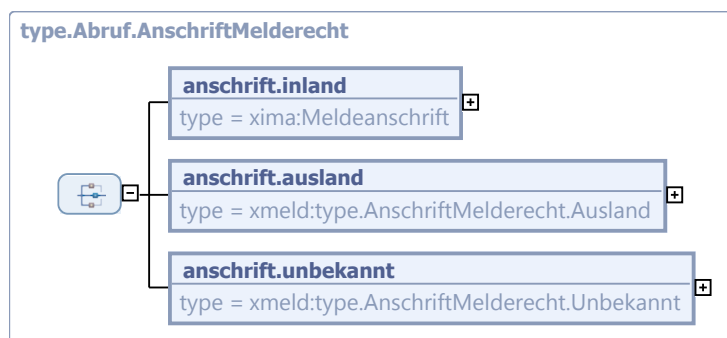 type.Abruf.AnschriftMelderecht
anschrift.inland
type = xima:Meldeanschrift
anschrift.ausland
type = xmeld:type.AnschriftMelderecht.Ausland
anschrift.unbekannt
type = xmeld:type.AnschriftMelderecht.Unbekannt